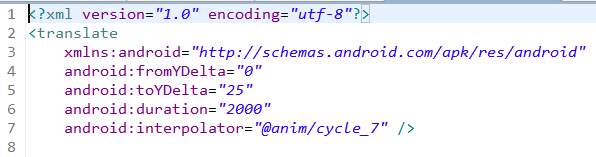 1 <?xml version="1.0" encoding="utf-8"?>
2 <translate
3 xmlns:android="http://schemas.android.com/apk/res/android"
4 android:fromYDelta="0"
5 android:toYDelta="25"
6 android:duration="2000"
7 android:interpolator="@anim/cycle_7" />
8